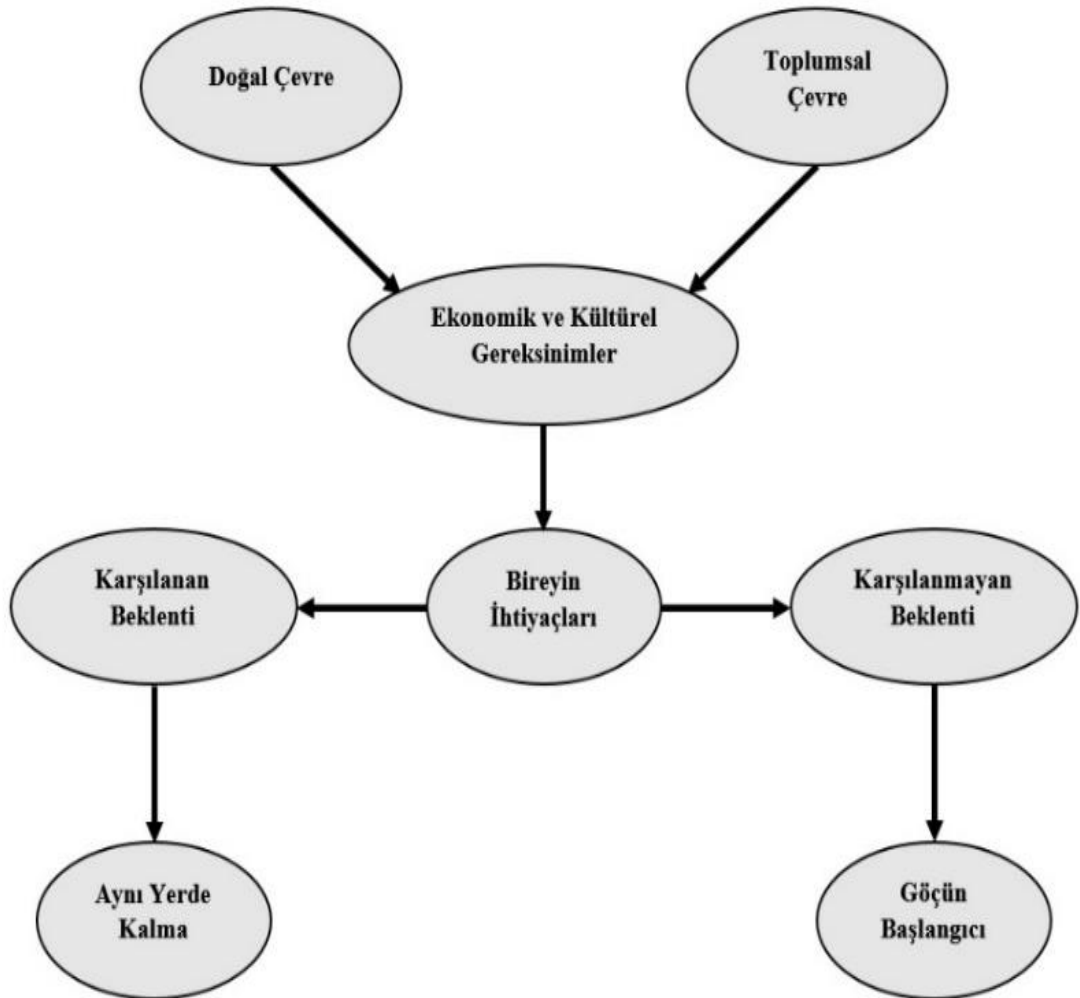 Doğal Çevre
Toplumsal
Çevre
Ekonomik ve Kültürel
Gereksinimler
Karşılanan
Beklenti
Bireyin
İhtiyaçları
Karşılanmayan
Beklenti
Aynı Yerde
Kalma
Göçün
Başlangıcı